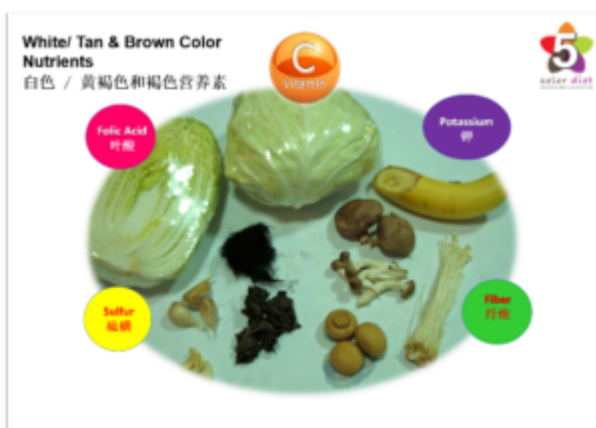 White/ Tan & Brown Color
Nutrients
白色 / 黄褐色和褐色营养素
5
color diet
C
Vitamin
Folic Acid
叶酸
Potassium
钾
Sulfur
硫磺
Fiber
纤维